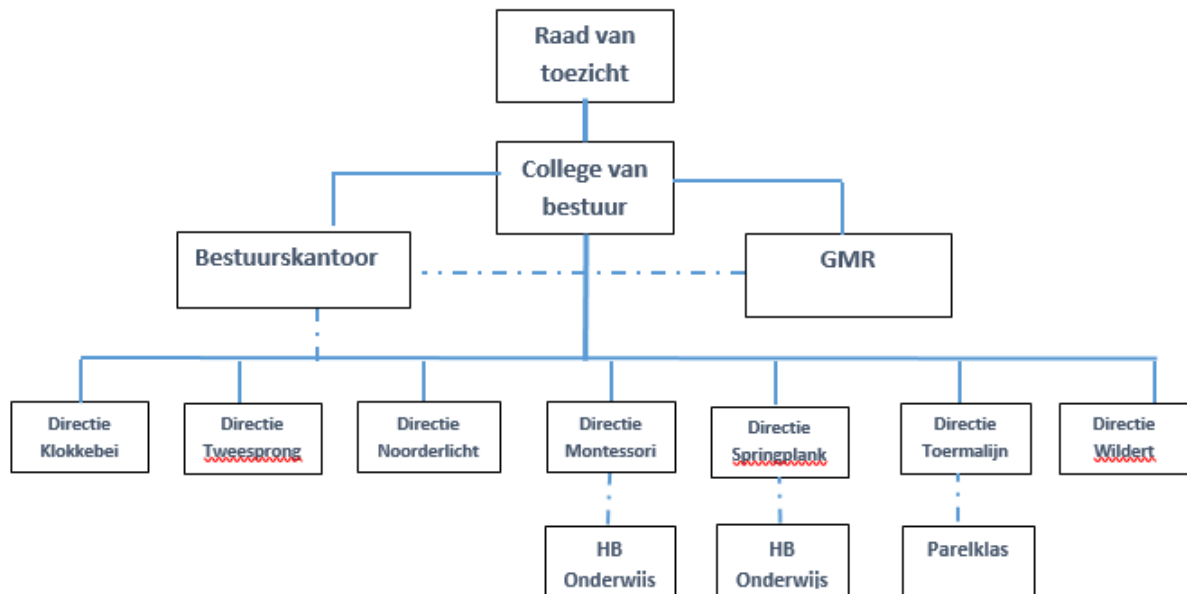 Raad van
toezicht
College van
bestuur
Bestuurskantoor
GMR
Directie
Klokkebei
Directie
Tweesprong
Directie
Noorderlicht
Directie
Montessori
Directie
Springplank
Directie
Toermalijn
Directie
Wildert
HB
Onderwijs
HB
Onderwijs
Parelklas